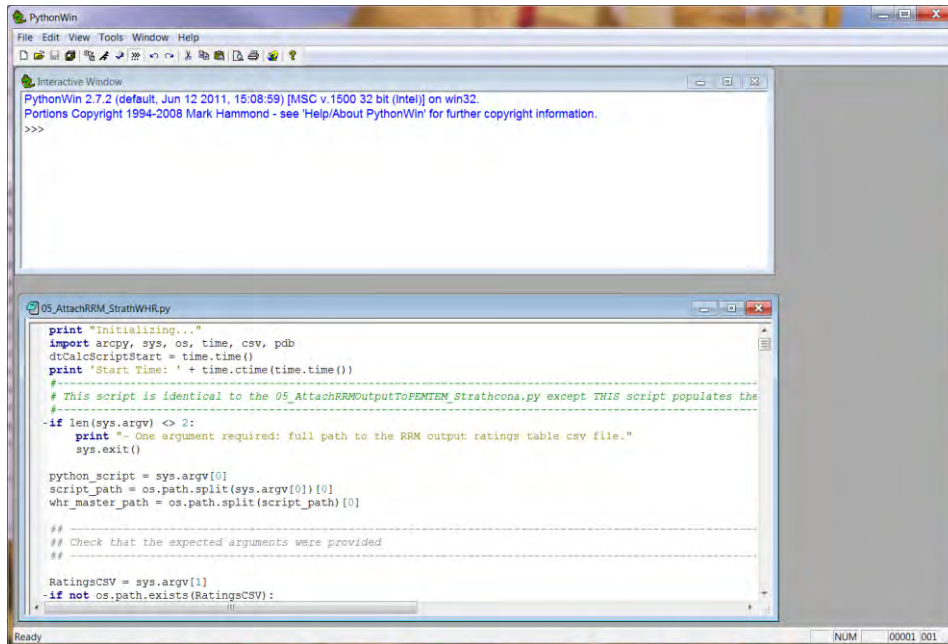 PythonWin
File Edit View Tools Window Help
Interactive Window
PythonWin 2.7.2 (default, Jun 12 2011, 15:08:59) [MSC v.1500 32 bit (Intel)] on win32.
Portions Copyright 1994-2008 Mark Hammond - see 'Help/About PythonWin' for further copyright information.
>>>
05_AttachRRM_StrathWHR.py
print "Initializing..."
import arcpy, sys, os, time, csv, pdb
dtCalcScriptStart = time.time()
print 'Start Time: ' + time.ctime(time.time())
#---------------------------------------------------------------------------
# This script is identical to the 05_AttachRRMOutputToPEMTEM_Strathcona.py except THIS script populates the
#---------------------------------------------------------------------------
-if len(sys.argv) <> 2:
print "- One argument required: full path to the RRM output ratings table csv file."
sys.exit()
python_script = sys.argv[0]
script_path = os.path.split(sys.argv[0])[0]
whr_master_path = os.path.split(script_path)[0]
## ---------------------------------------------------------------------------
## Check that the expected arguments were provided
## ---------------------------------------------------------------------------
RatingsCSV = sys.argv[1]
-if not os.path.exists(RatingsCSV):
Ready
NUM 00001 001